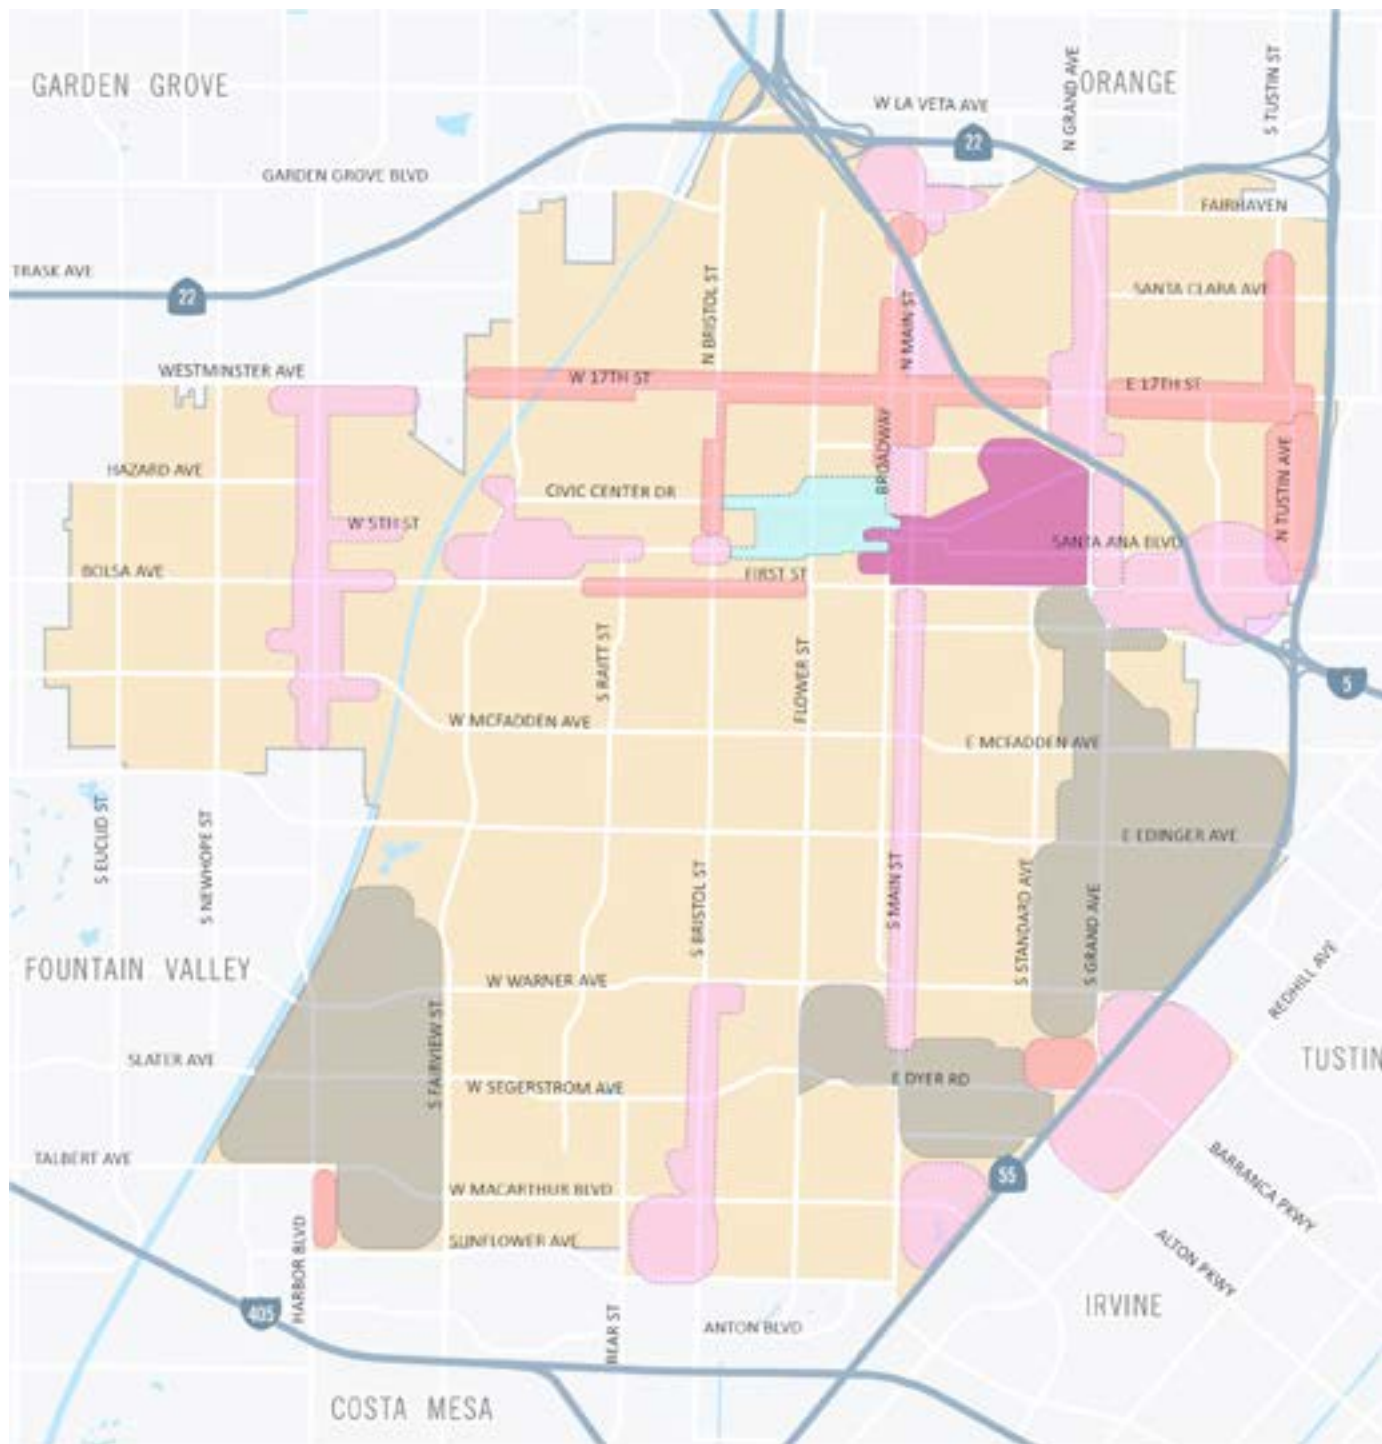 N GRAND AVE
S TUSTIN ST
GARDEN GROVE
ORANGE
W LA VETA AVE
22
GARDEN GROVE BLVD
FAIRHAVEN
TRASK AVE
22
N BRISTOL ST
SANTA CLARA AVE
N MAIN ST
WESTMINSTER AVE
W 17TH ST
E 17TH ST
BROADWAY
HAZARD AVE
CIVIC CENTER DR
N TUSTIN AVE
W 5TH ST
SANTA ANA BLVD
BOLSA AVE
FIRST ST
S RAITT ST
FLOWER ST
5
W MCFADDEN AVE
E MCFADDEN AVE
S EUCLID ST
S NEWHOPE ST
E EDINGER AVE
S BRISTOL ST
S MAIN ST
S STANDARD AVE
S GRAND AVE
FOUNTAIN VALLEY
W WARNER AVE
REDHILL AVE
S FAIRVIEW ST
SLATER AVE
TUSTIN
W SEGERSTROM AVE
E DYER RD
TALBERT AVE
55
W MACARTHUR BLVD
BARRANCA PKWY
HARBOR BLVD
SUNFLOWER AVE
ALTON PKWY
405
BEAR ST
ANTON BLVD
IRVINE
COSTA MESA